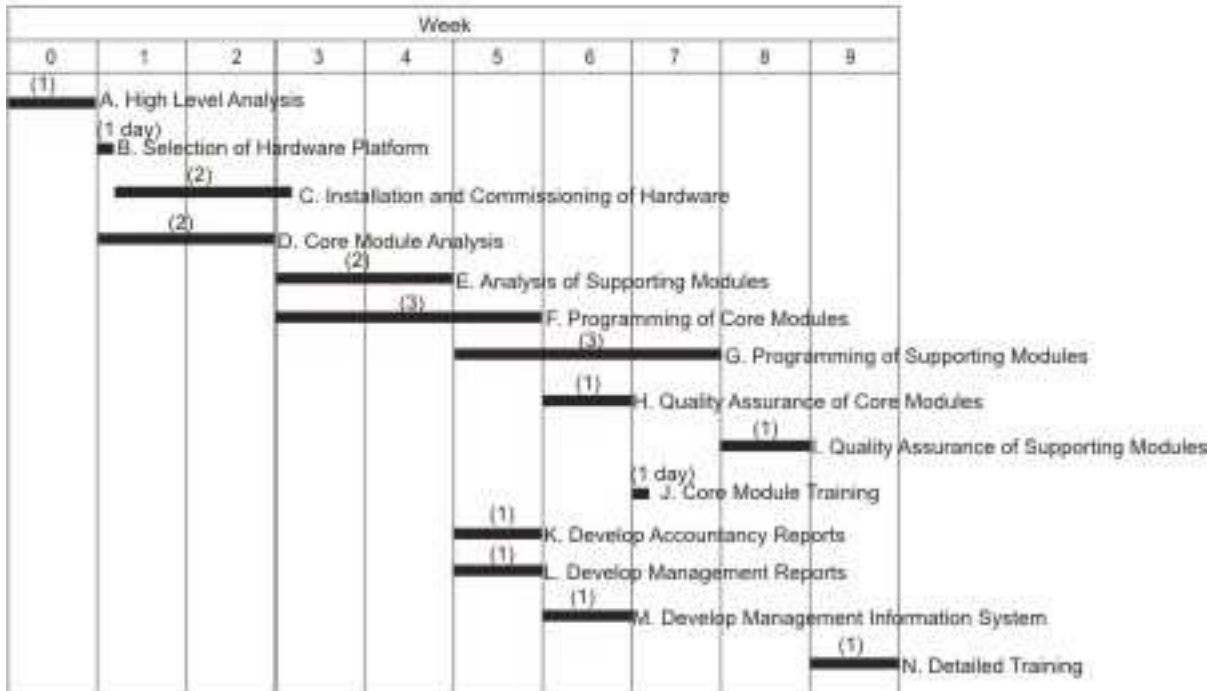 Week
0 1 2 3 4 5 6 7 8 9
(1)
A. High Level Analysis
(1 day)
B. Selection of Hardware Platform
(2)
C. Installation and Commissioning of Hardware
(2)
D. Core Module Analysis
(2)
E. Analysis of Supporting Modules
(3)
F. Programming of Core Modules
(3)
G. Programming of Supporting Modules
(1)
H. Quality Assurance of Core Modules
(1)
I. Quality Assurance of Supporting Modules
(1 day)
J. Core Module Training
(1)
K. Develop Accountancy Reports
(1)
L. Develop Management Reports
(1)
M. Develop Management Information System
(1)
N. Detailed Training